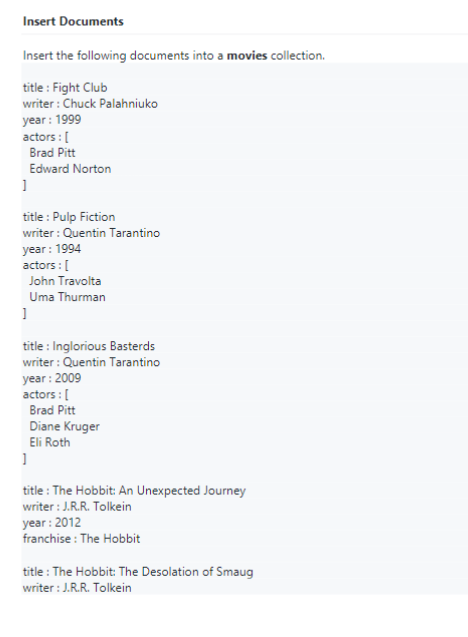 Insert Documents
Insert the following documents into a movies collection.
title : Fight Club
writer : Chuck Palahniuko
year : 1999
actors : [
Brad Pitt
Edward Norton
]
title : Pulp Fiction
writer : Quentin Tarantino
year : 1994
actors : [
John Travolta
Uma Thurman
]
title : Inglorious Basterds
writer : Quentin Tarantino
year : 2009
actors : [
Brad Pitt
Diane Kruger
Eli Roth
]
title : The Hobbit: An Unexpected Journey
writer : J.R.R. Tolkein
year : 2012
franchise : The Hobbit
title : The Hobbit: The Desolation of Smaug
writer : J.R.R. Tolkein